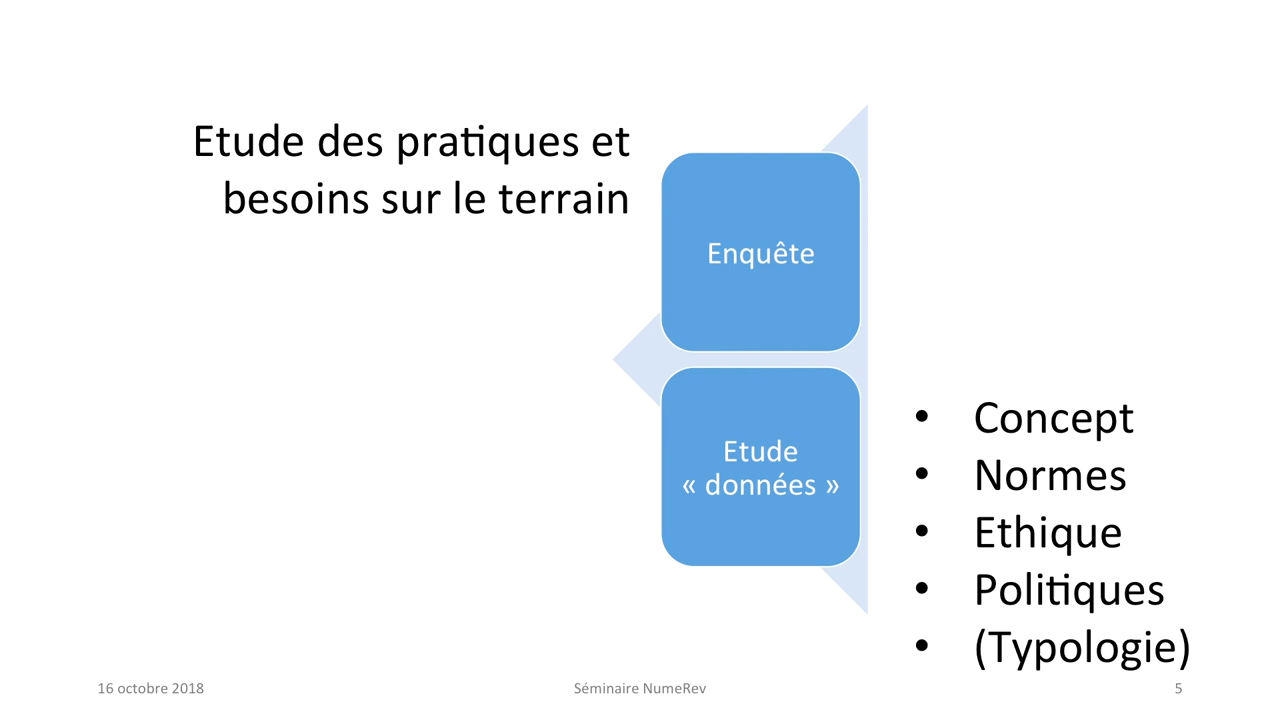 Etude des pratiques et
besoins sur le terrain
Enquête
Etude
« données »
• Concept
• Normes
• Ethique
• Politiques
• (Typologie)
16 octobre 2018
Séminaire NumeRev
5